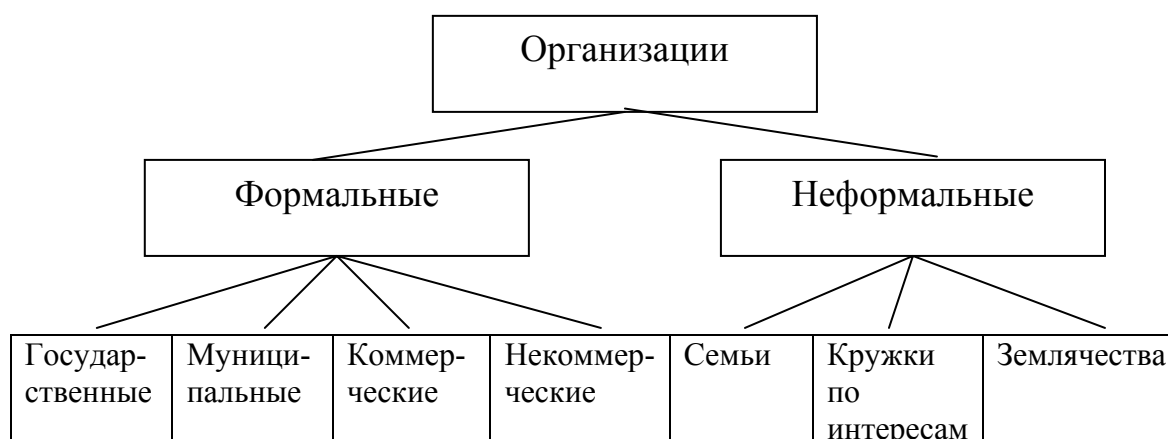 Организации
Формальные
Неформальные
Государ-
ственные
Муници-
пальные
Коммер-
ческие
Некоммер-
ческие
Семьи
Кружки
по
интересам
Землячества